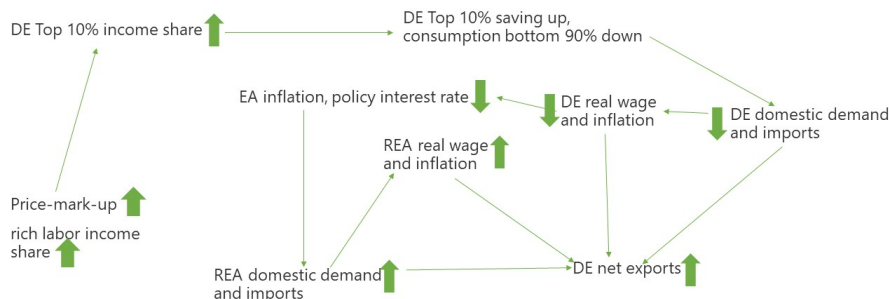 DE Top 10% income share
DE Top 10% saving up,
consumption bottom 90% down
EA inflation, policy interest rate
DE real wage
and inflation
DE domestic demand
and imports
REA real wage
and inflation
Price-mark-up
rich labor income
share
REA domestic demand
and imports
DE net exports